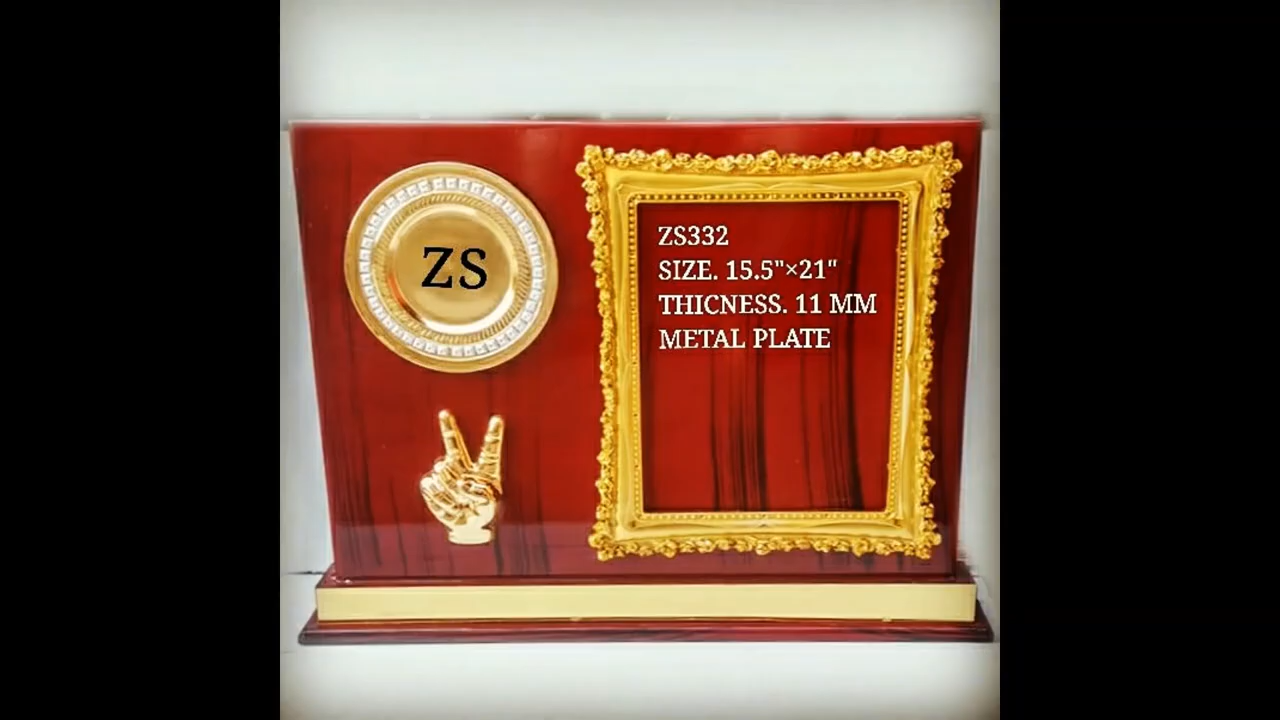 ZS
ZS332
SIZE. 15.5"×21"
THICNESS. 11 MM
METAL PLATE